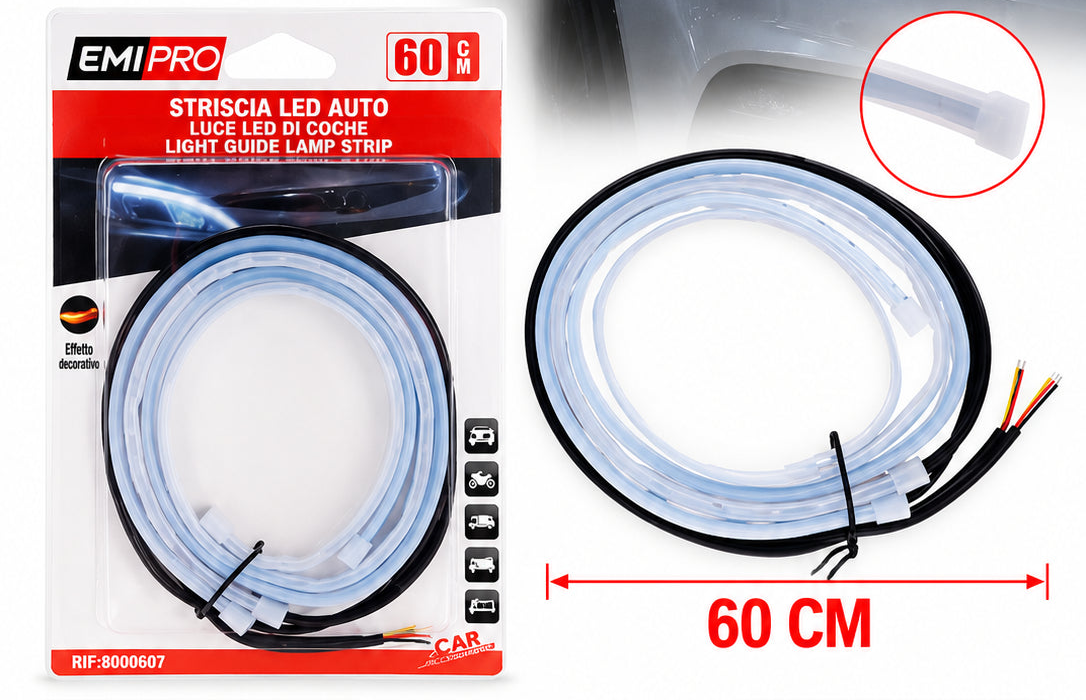 EMIPRO
60 CM
STRISCIA LED AUTO
LUCE LED DI COCHE
LIGHT GUIDE LAMP STRIP
Effetto
decorativo
CAR
RIF:8000607
60 CM